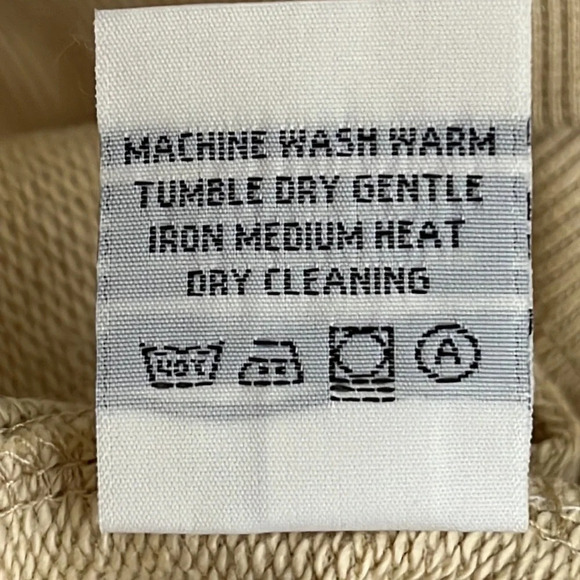 MACHINE WASH WARM
TUMBLE DRY GENTLE
IRON MEDIUM HEAT
DRY CLEANING
40°C A